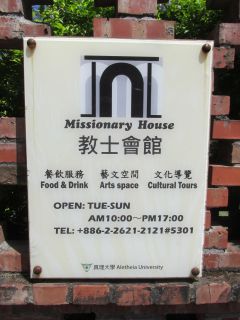 Missionary House
教士會館
餐飲服務 藝文空間 文化導覽
Food & Drink Arts space Cultural Tours
OPEN: TUE-SUN
AM10:00～PM17:00
TEL: +886-2-2621-2121#5301
真理大學 Aletheia University